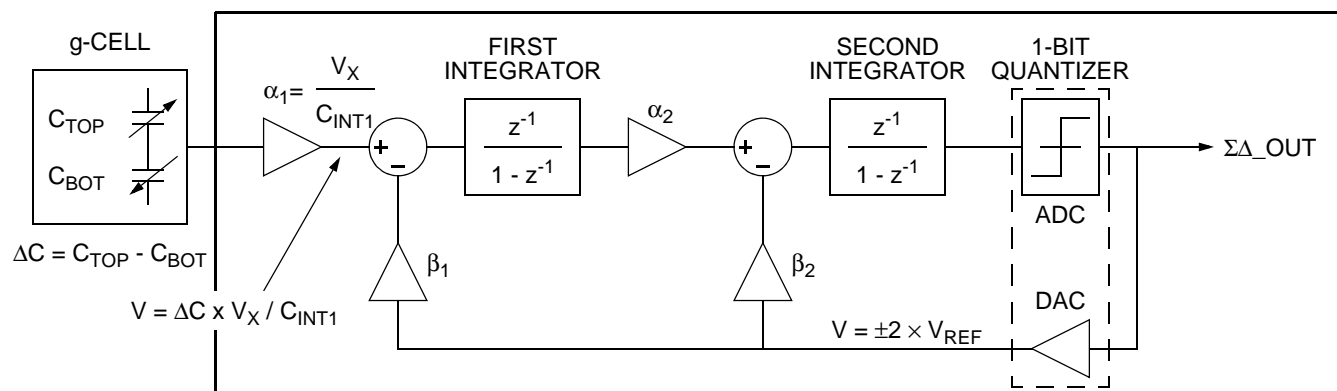 g-CELL
C_TOP
C_BOT
ΔC = C_TOP - C_BOT
α₁= V_X / C_INT1
V = ΔC x V_X / C_INT1
+
-
β₁
FIRST
INTEGRATOR
z⁻¹
1 - z⁻¹
α₂
+
-
β₂
SECOND
INTEGRATOR
z⁻¹
1 - z⁻¹
1-BIT
QUANTIZER
ADC
DAC
V = ±2 × V_REF
ΣΔ_OUT